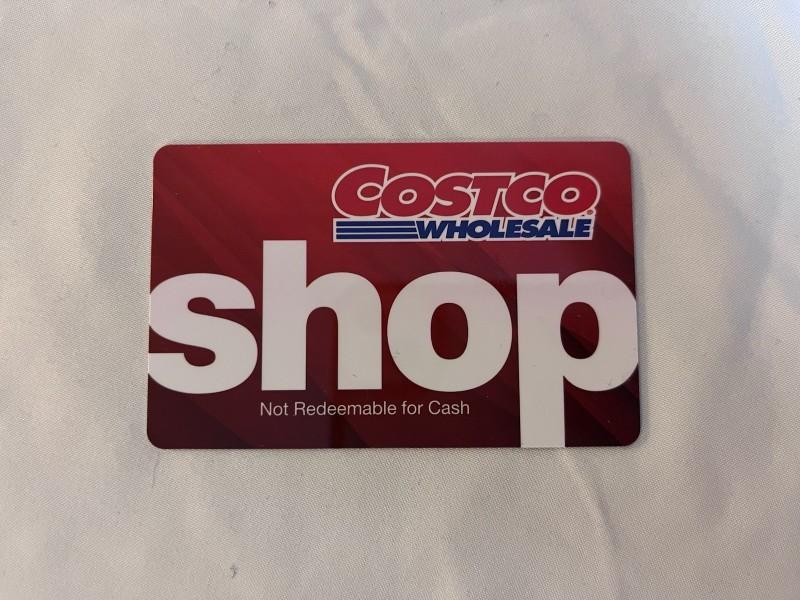 COSTCO
WHOLESALE
shop
Not Redeemable for Cash